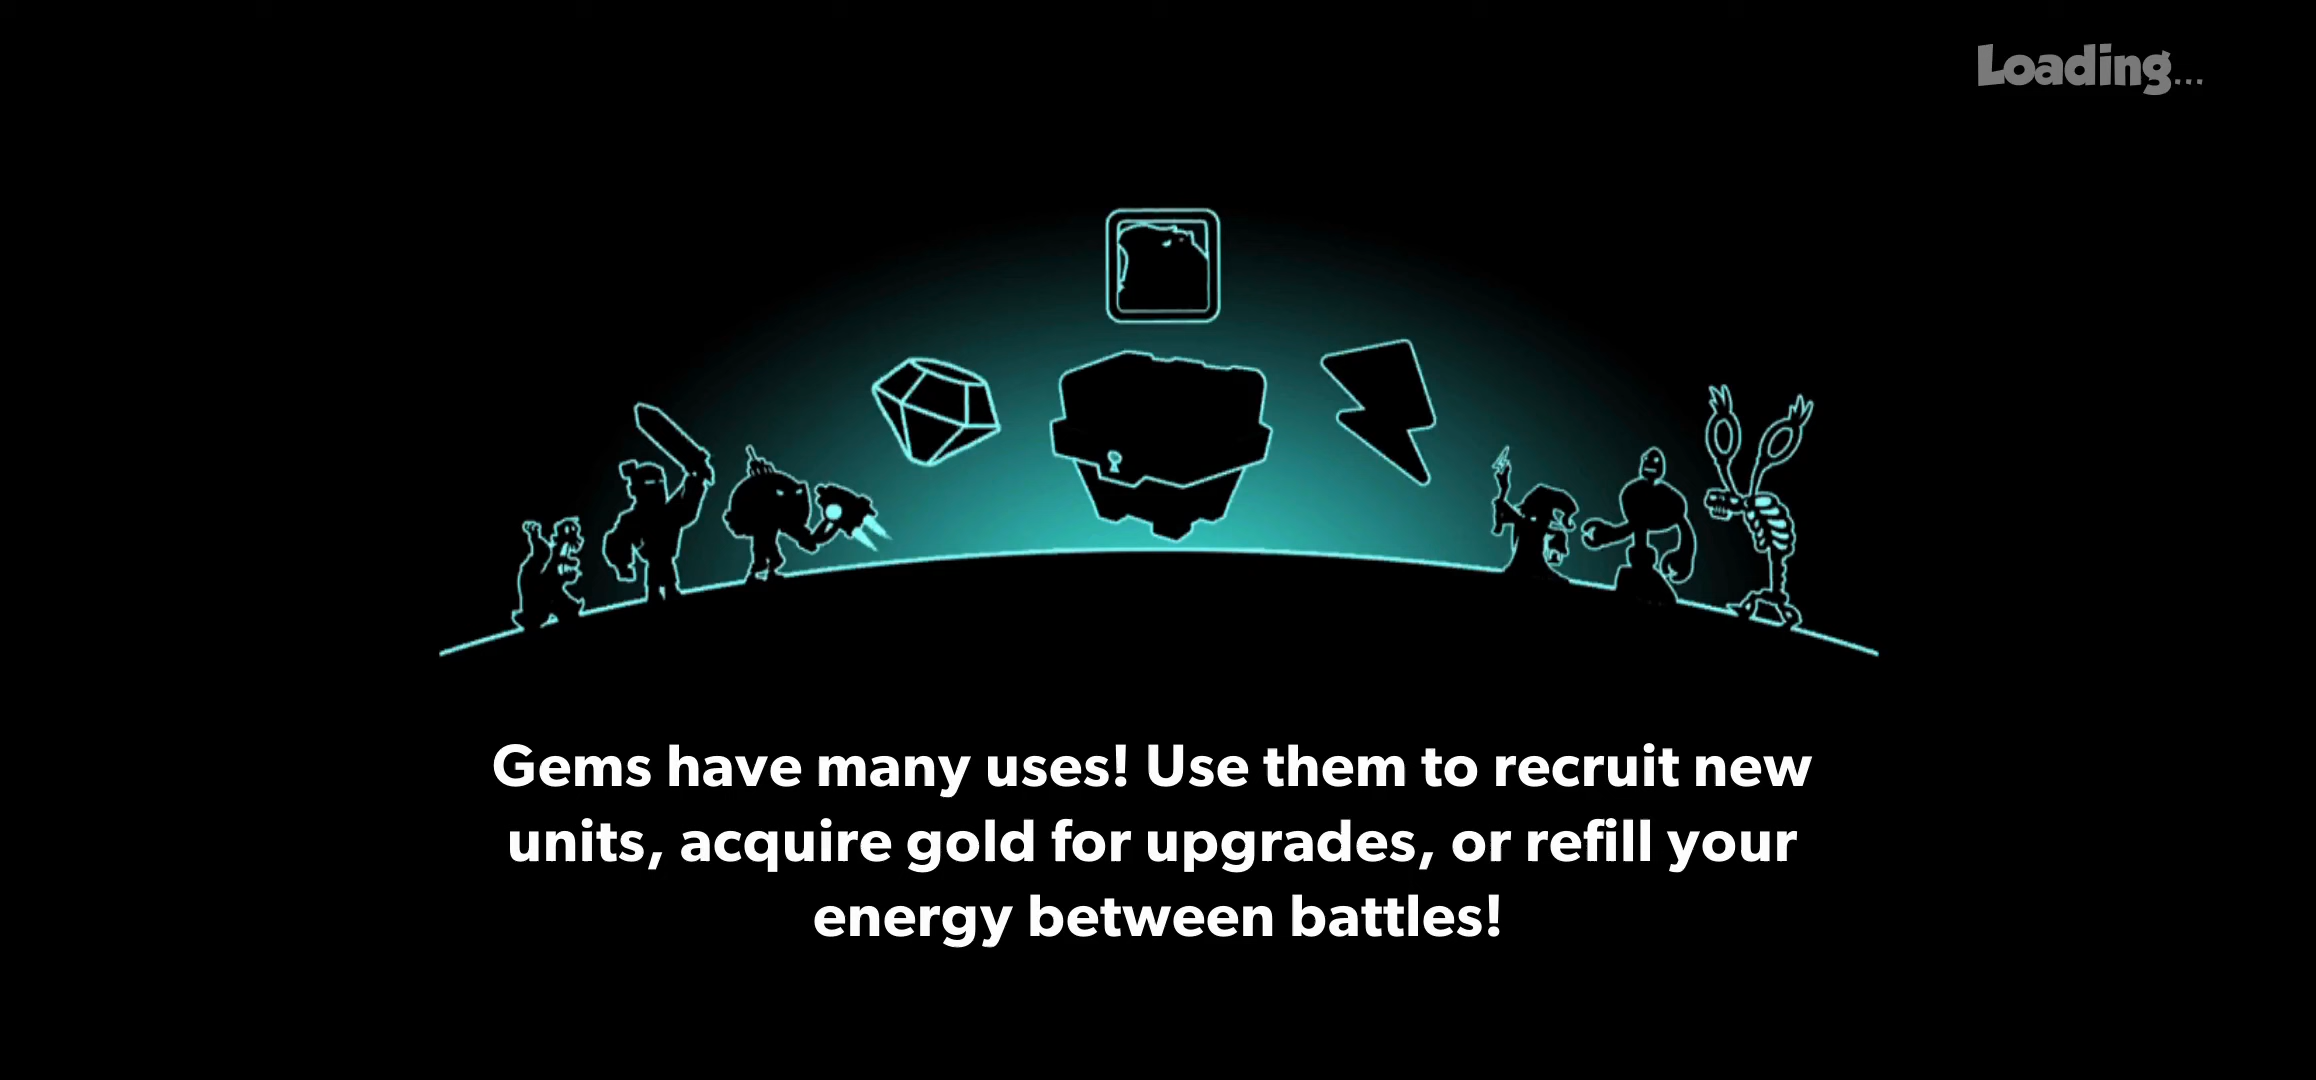 Loading...
Gems have many uses! Use them to recruit new
units, acquire gold for upgrades, or refill your
energy between battles!